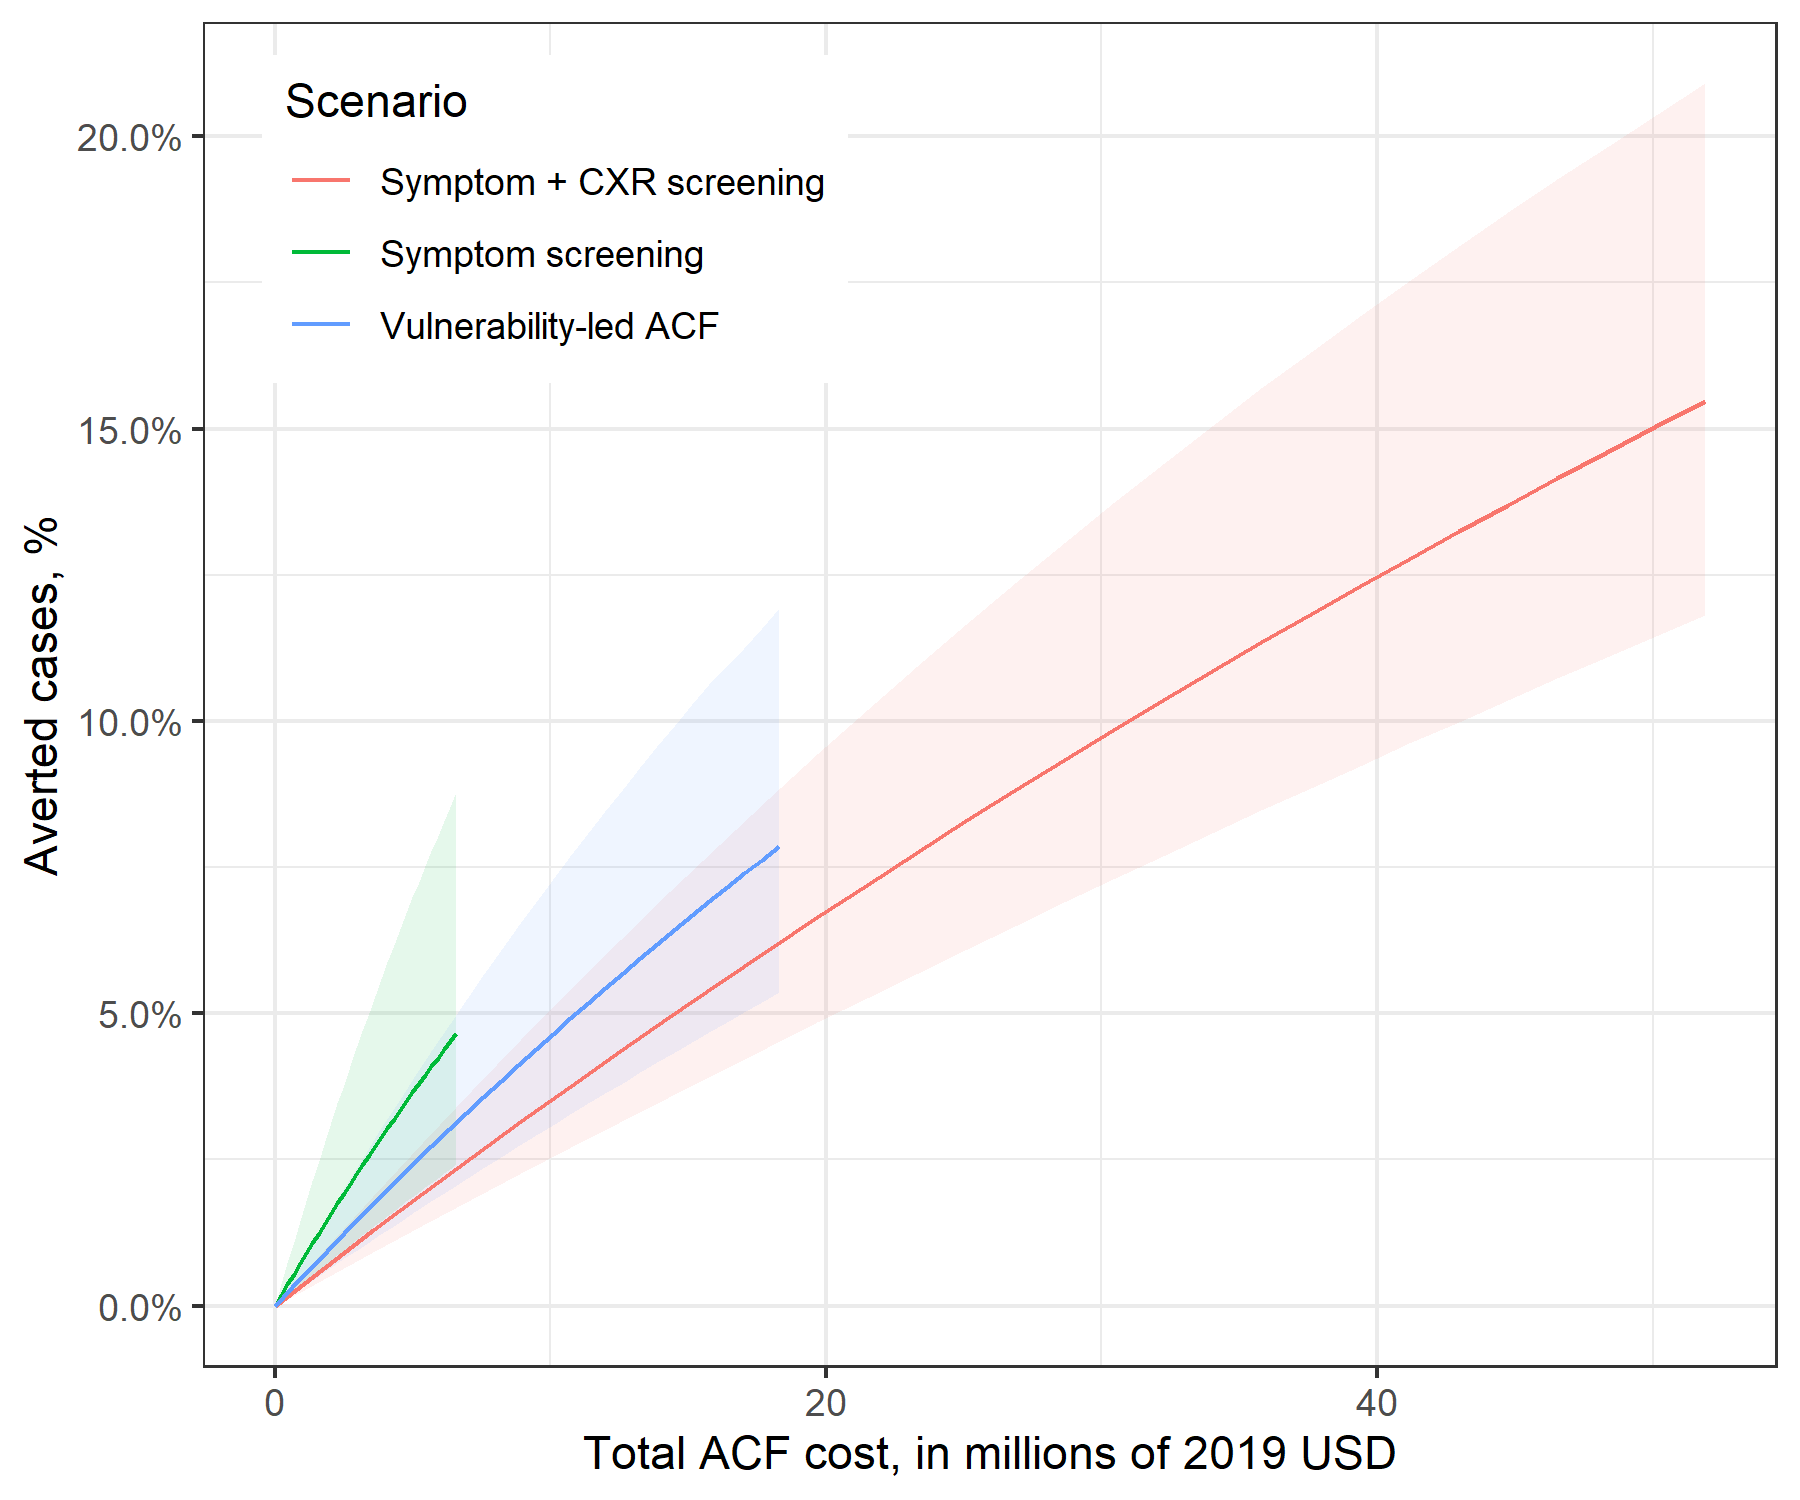 Scenario
Symptom + CXR screening
Symptom screening
Vulnerability-led ACF
20.0%
15.0%
10.0%
5.0%
0.0%
Averted cases, %
0
20
40
Total ACF cost, in millions of 2019 USD